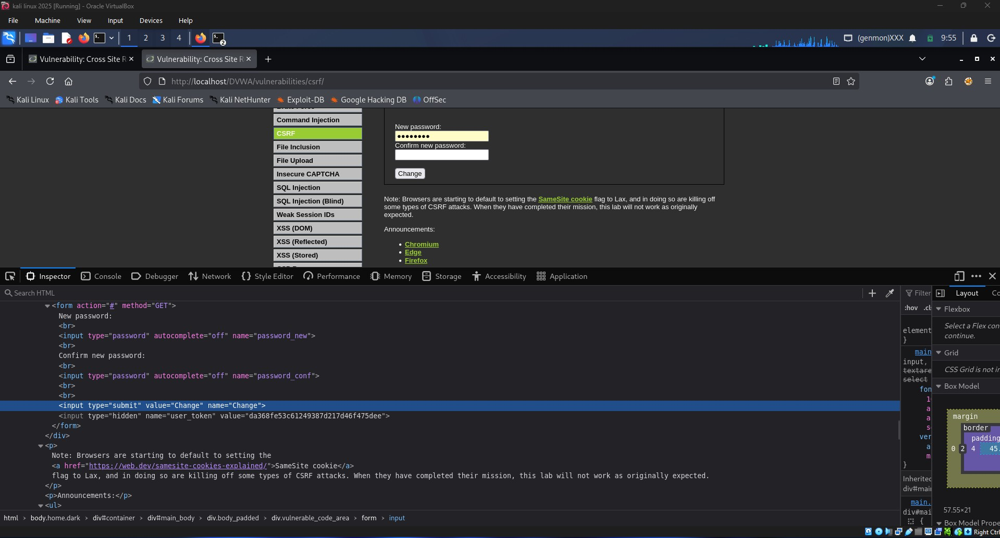 kali linux 2025 [Running] - Oracle VirtualBox
File Machine View Input Devices Help
1 2 3 4 2 (genmon)XXX 9:55
Vulnerability: Cross Site R Vulnerability: Cross Site R
http://localhost/DVWA/vulnerabilities/csrf/
Kali Linux Kali Tools Kali Docs Kali Forums Kali NetHunter Exploit-DB Google Hacking DB OffSec
Command Injection
CSRF
File Inclusion
File Upload
Insecure CAPTCHA
SQL Injection
SQL Injection (Blind)
Weak Session IDs
XSS (DOM)
XSS (Reflected)
XSS (Stored)
New password:
••••••••
Confirm new password:
Change
Note: Browsers are starting to default to setting the SameSite cookie flag to Lax, and in doing so are killing off
some types of CSRF attacks. When they have completed their mission, this lab will not work as originally
expected.
Announcements:
• Chromium
• Edge
• Firefox
Inspector Console Debugger Network Style Editor Performance Memory Storage Accessibility Application
Search HTML
<form action="#" method="GET">
New password:
<br>
<input type="password" autocomplete="off" name="password_new">
<br>
Confirm new password:
<br>
<input type="password" autocomplete="off" name="password_conf">
<br>
<br>
<input type="submit" value="Change" name="Change">
<input type="hidden" name="user_token" value="da368fe53c61249387d217d46f475dee">
</form>
</div>
<p>
Note: Browsers are starting to default to setting the
<a href="https://web.dev/samesite-cookies-explained/">SameSite cookie</a>
flag to Lax, and in doing so are killing off some types of CSRF attacks. When they have completed their mission, this lab will not work as originally expected.
</p>
<p>Announcements:</p>
<ul>
html › body.home.dark › div#container › div#main_body › div.body_padded › div.vulnerable_code_area › form › input
Filter
:hov .cl
element
}
main
input,
textare
select
fon
1
a
a
s
ver
a
m
}
Inherited
div#mai
main.
div#mai
{
Layout Co
Flexbox
Select a Flex con
continue.
Grid
CSS Grid is not in
Box Model
margin
border
padding
0 2 4 45.
57.55×21
Box Model Prope
Right Ctrl